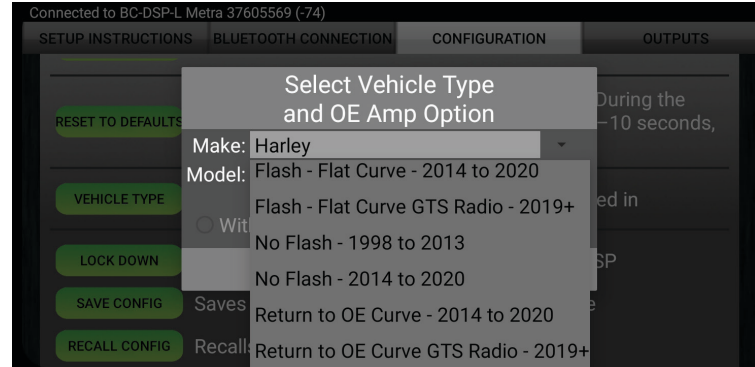 Connected to BC-DSP-L Metra 37605569 (-74)
SETUP INSTRUCTIONS BLUETOOTH CONNECTION CONFIGURATION OUTPUTS
Select Vehicle Type
and OE Amp Option
During the
RESET TO DEFAULTS
–10 seconds,
Make: Harley
Model: Flash - Flat Curve - 2014 to 2020
VEHICLE TYPE
ed in
Flash - Flat Curve GTS Radio - 2019+
No Flash - 1998 to 2013
LOCK DOWN
SP
No Flash - 2014 to 2020
SAVE CONFIG Saves
Return to OE Curve - 2014 to 2020
RECALL CONFIG Recalls
Return to OE Curve GTS Radio - 2019+